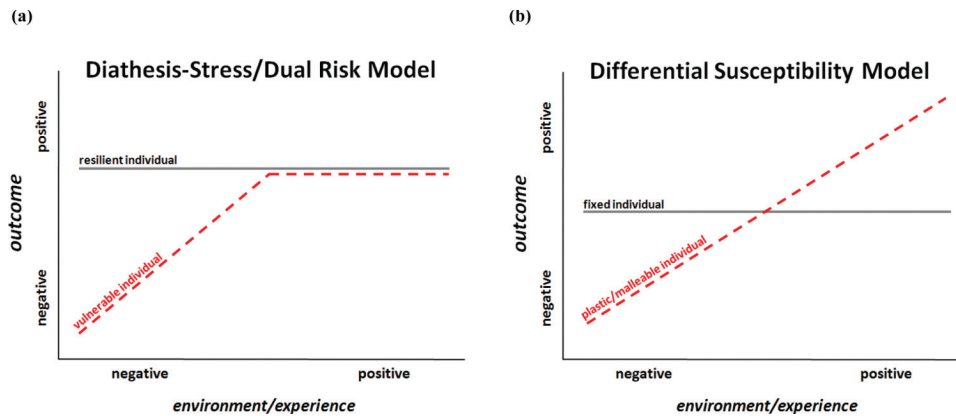 (a)
Diathesis-Stress/Dual Risk Model
positive
resilient individual
outcome
vulnerable individual
negative
negative
positive
environment/experience
(b)
Differential Susceptibility Model
positive
fixed individual
outcome
plastic/malleable individual
negative
negative
positive
environment/experience